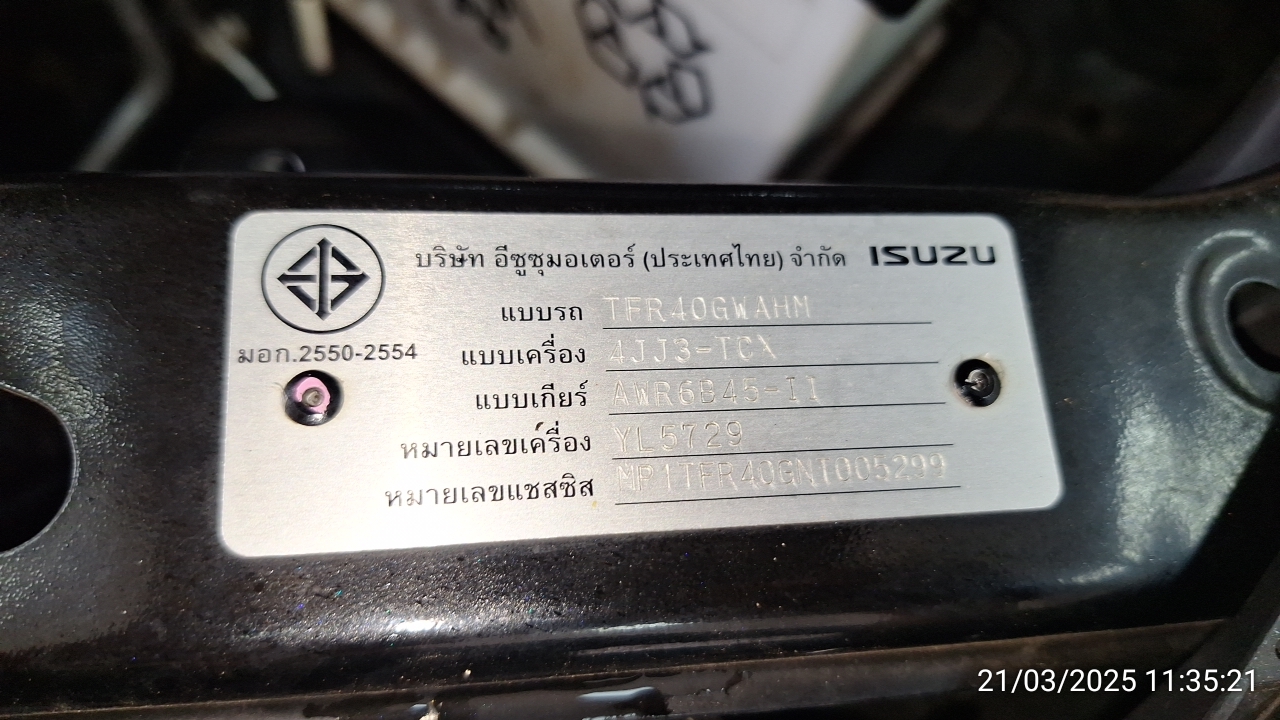 บริษัท อีซูซุมอเตอร์ (ประเทศไทย) จำกัด ISUZU
แบบรถ TFR40GWAHM
มอก.2550-2554
แบบเครื่อง 4JJ3-TCX
แบบเกียร์ AWR6B45-II
หมายเลขเครื่อง YL5729
หมายเลขแชสซิส MP1TFR40GNT005299
21/03/2025 11:35:21